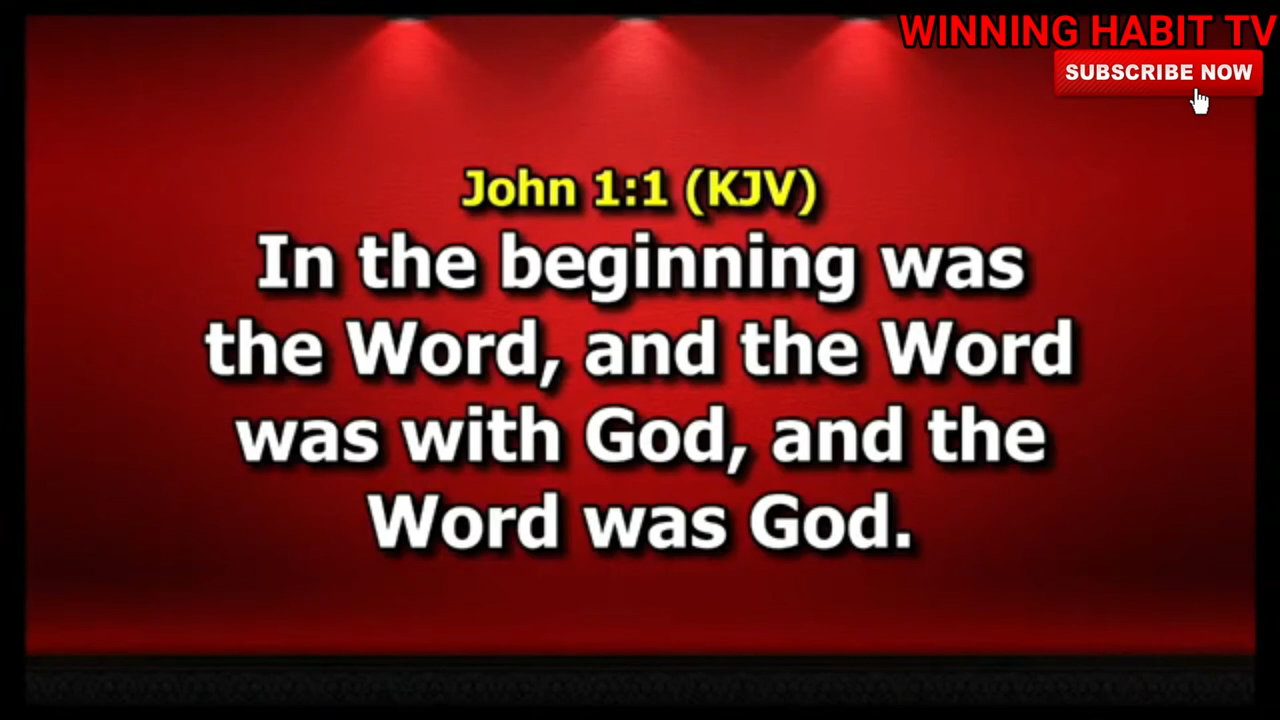 WINNING HABIT TV
SUBSCRIBE NOW
John 1:1 (KJV)
In the beginning was
the Word, and the Word
was with God, and the
Word was God.